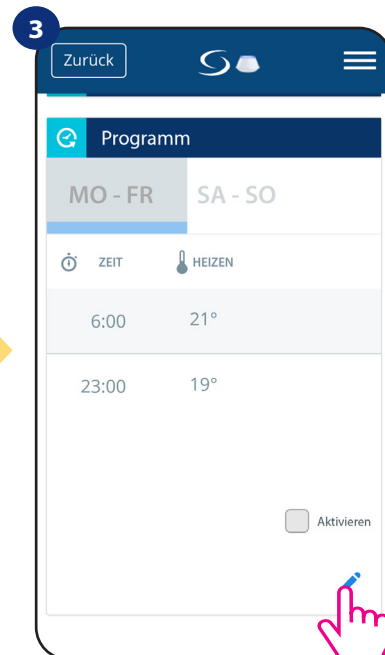 3
Zurück
Programm
MO - FR SA - SO
ZEIT HEIZEN
6:00 21°
23:00 19°
Aktivieren